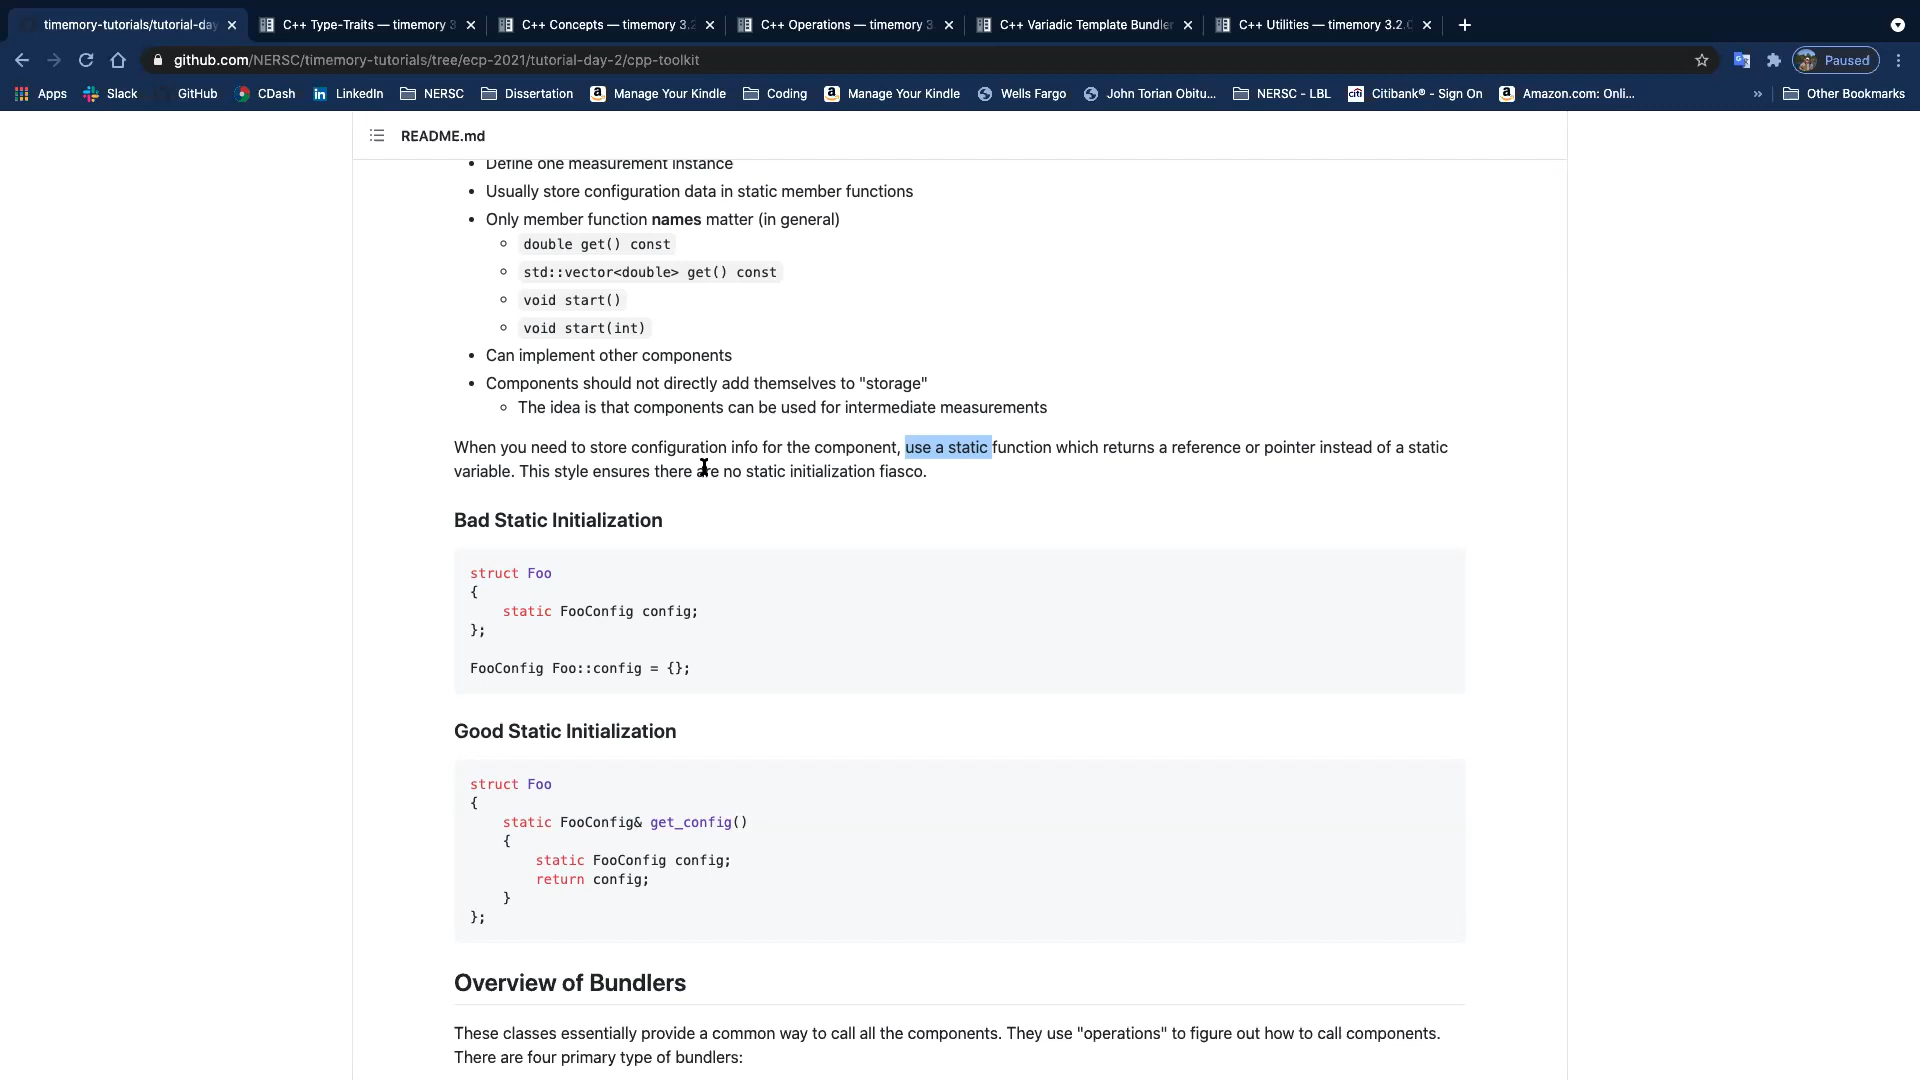 timemory-tutorials/tutorial-day
C++ Type-Traits — timemory 3
C++ Concepts — timemory 3.2
C++ Operations — timemory 3
C++ Variadic Template Bundler
C++ Utilities — timemory 3.2.0
github.com/NERSC/timemory-tutorials/tree/ecp-2021/tutorial-day-2/cpp-toolkit
Paused
Apps
Slack
GitHub
CDash
LinkedIn
NERSC
Dissertation
Manage Your Kindle
Coding
Manage Your Kindle
Wells Fargo
John Torian Obitu...
NERSC - LBL
Citibank® - Sign On
Amazon.com: Onli...
»
Other Bookmarks
README.md
• Define one measurement instance
• Usually store configuration data in static member functions
• Only member function names matter (in general)
double get() const
std::vector<double> get() const
void start()
void start(int)
• Can implement other components
• Components should not directly add themselves to "storage"
The idea is that components can be used for intermediate measurements
When you need to store configuration info for the component, use a static function which returns a reference or pointer instead of a static
variable. This style ensures there are no static initialization fiasco.
Bad Static Initialization
struct Foo
{
static FooConfig config;
};
FooConfig Foo::config = {};
Good Static Initialization
struct Foo
{
static FooConfig& get_config()
{
static FooConfig config;
return config;
}
};
Overview of Bundlers
These classes essentially provide a common way to call all the components. They use "operations" to figure out how to call components.
There are four primary type of bundlers: